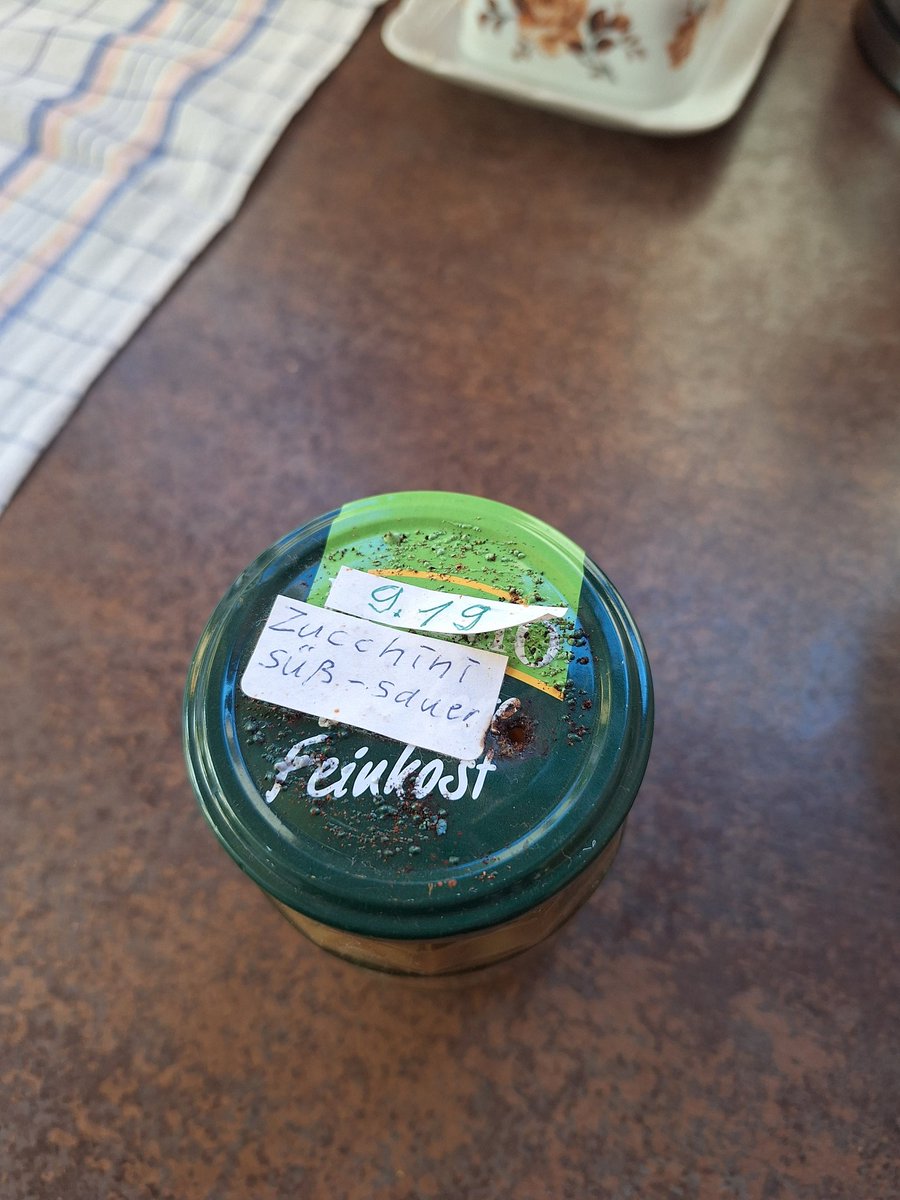 9.19
Zucchini
süß-sauer
Feinkost